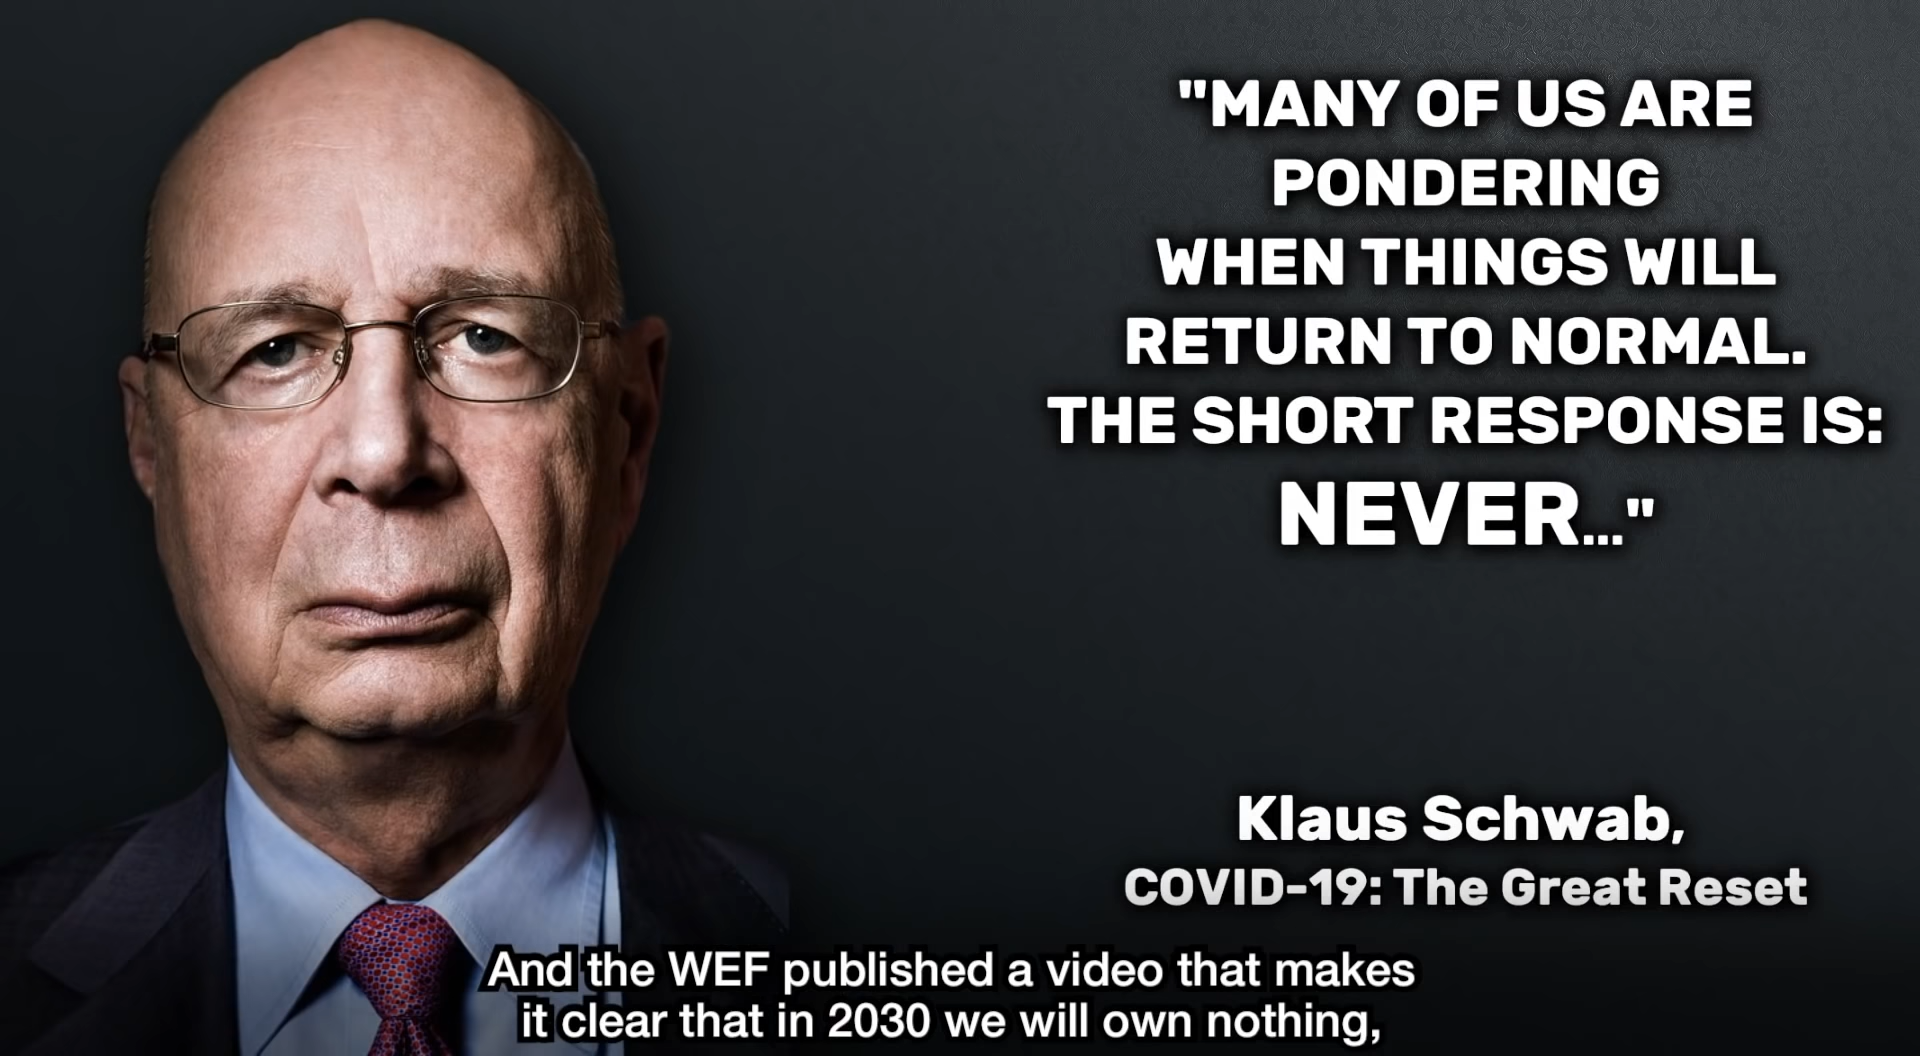 "MANY OF US ARE
PONDERING
WHEN THINGS WILL
RETURN TO NORMAL.
THE SHORT RESPONSE IS:
NEVER..."
Klaus Schwab,
COVID-19: The Great Reset
And the WEF published a video that makes
it clear that in 2030 we will own nothing,